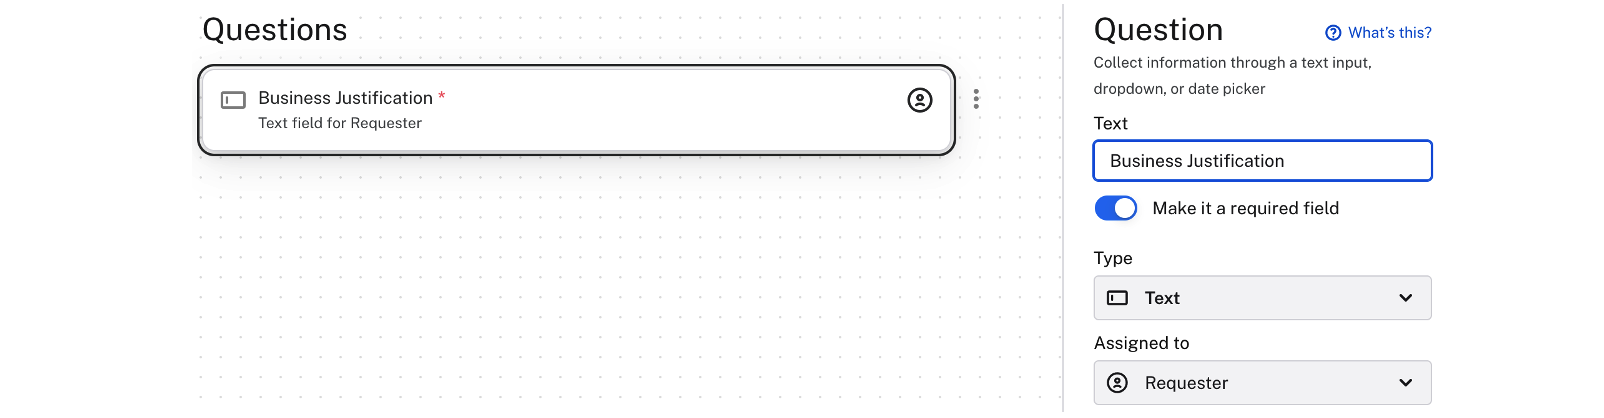 Questions
Business Justification *
Text field for Requester
Question
What's this?
Collect information through a text input,
dropdown, or date picker
Text
Business Justification
Make it a required field
Type
Text
Assigned to
Requester